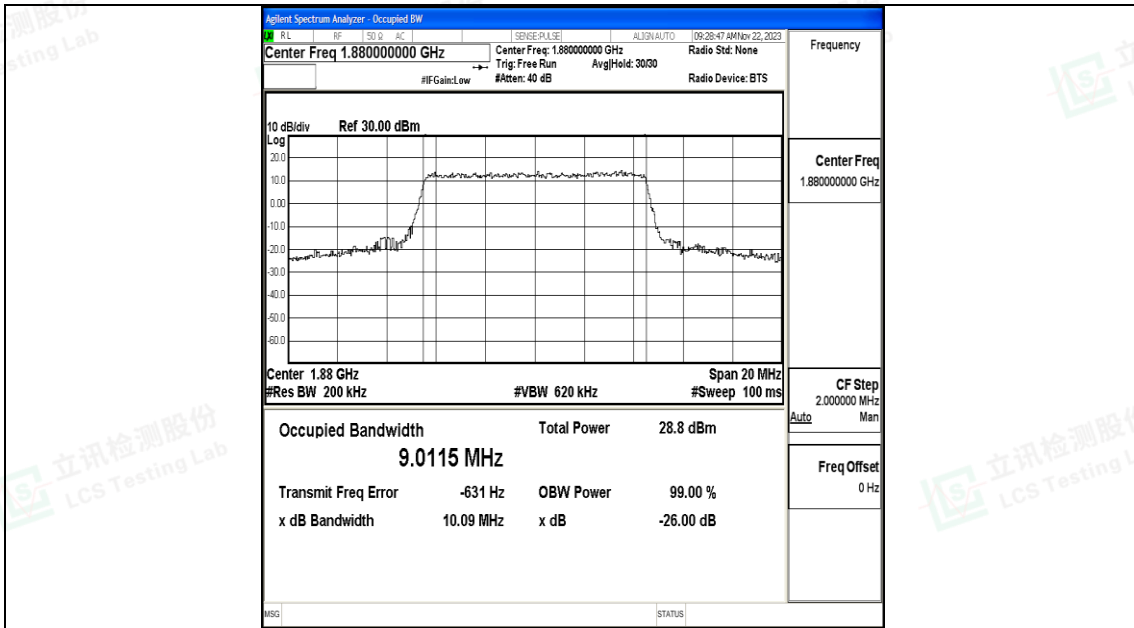 Agilent Spectrum Analyzer - Occupied BW
RL RF 50 Ω AC SENSE:PULSE ALIGN AUTO 09:28:47 AM Nov 22, 2023
Center Freq 1.880000000 GHz
Center Freq: 1.880000000 GHz Radio Std: None
Trig: Free Run Avg|Hold: 30/30
#IFGain:Low #Atten: 40 dB Radio Device: BTS
Frequency
10 dB/div Ref 30.00 dBm
Log
20.0
10.0
0.00
-10.0
-20.0
-30.0
-40.0
-50.0
-60.0
Center 1.88 GHz Span 20 MHz
#Res BW 200 kHz #VBW 620 kHz #Sweep 100 ms
Center Freq
1.880000000 GHz
CF Step
2.000000 MHz
Auto Man
Freq Offset
0 Hz
Occupied Bandwidth Total Power 28.8 dBm
9.0115 MHz
Transmit Freq Error -631 Hz OBW Power 99.00 %
x dB Bandwidth 10.09 MHz x dB -26.00 dB
MSG STATUS
立讯检测股份
LCS Testing Lab
立讯检测股份
LCS Testing L